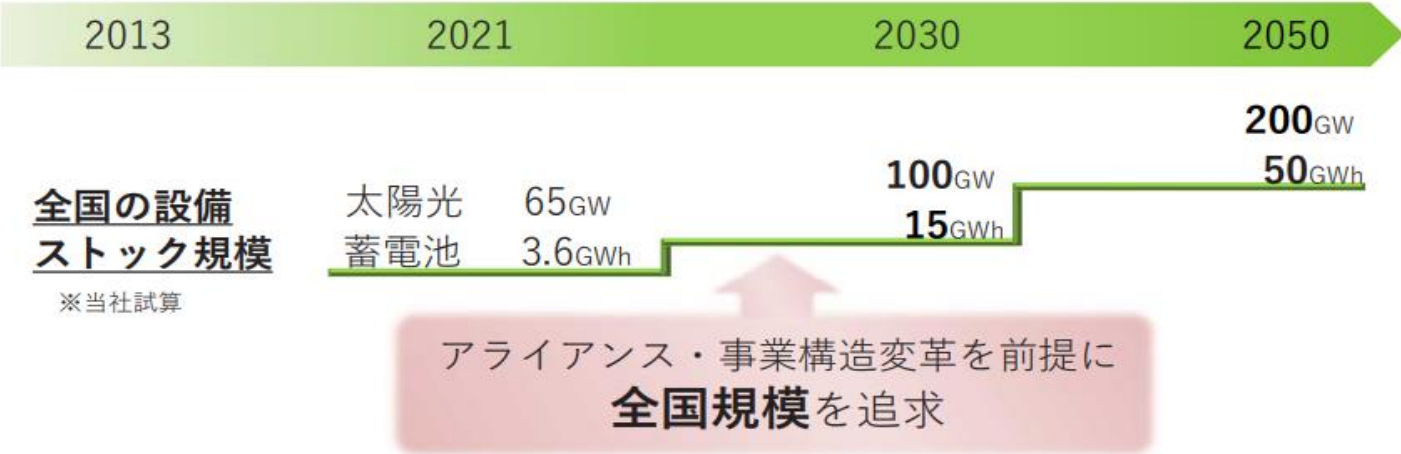 2013 2021 2030 2050
200GW
50GWh
100GW
15GWh
太陽光 65GW
蓄電池 3.6GWh
全国の設備
ストック規模
※当社試算
アライアンス・事業構造変革を前提に
全国規模を追求